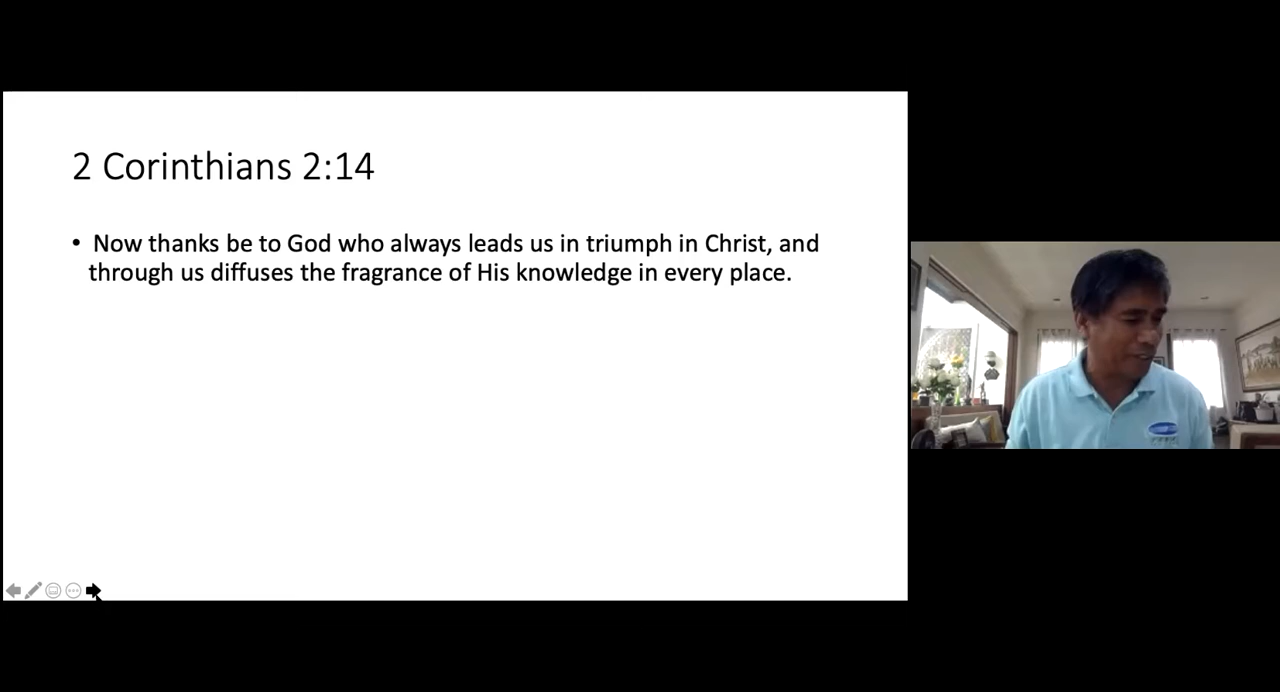 2 Corinthians 2:14
• Now thanks be to God who always leads us in triumph in Christ, and
through us diffuses the fragrance of His knowledge in every place.